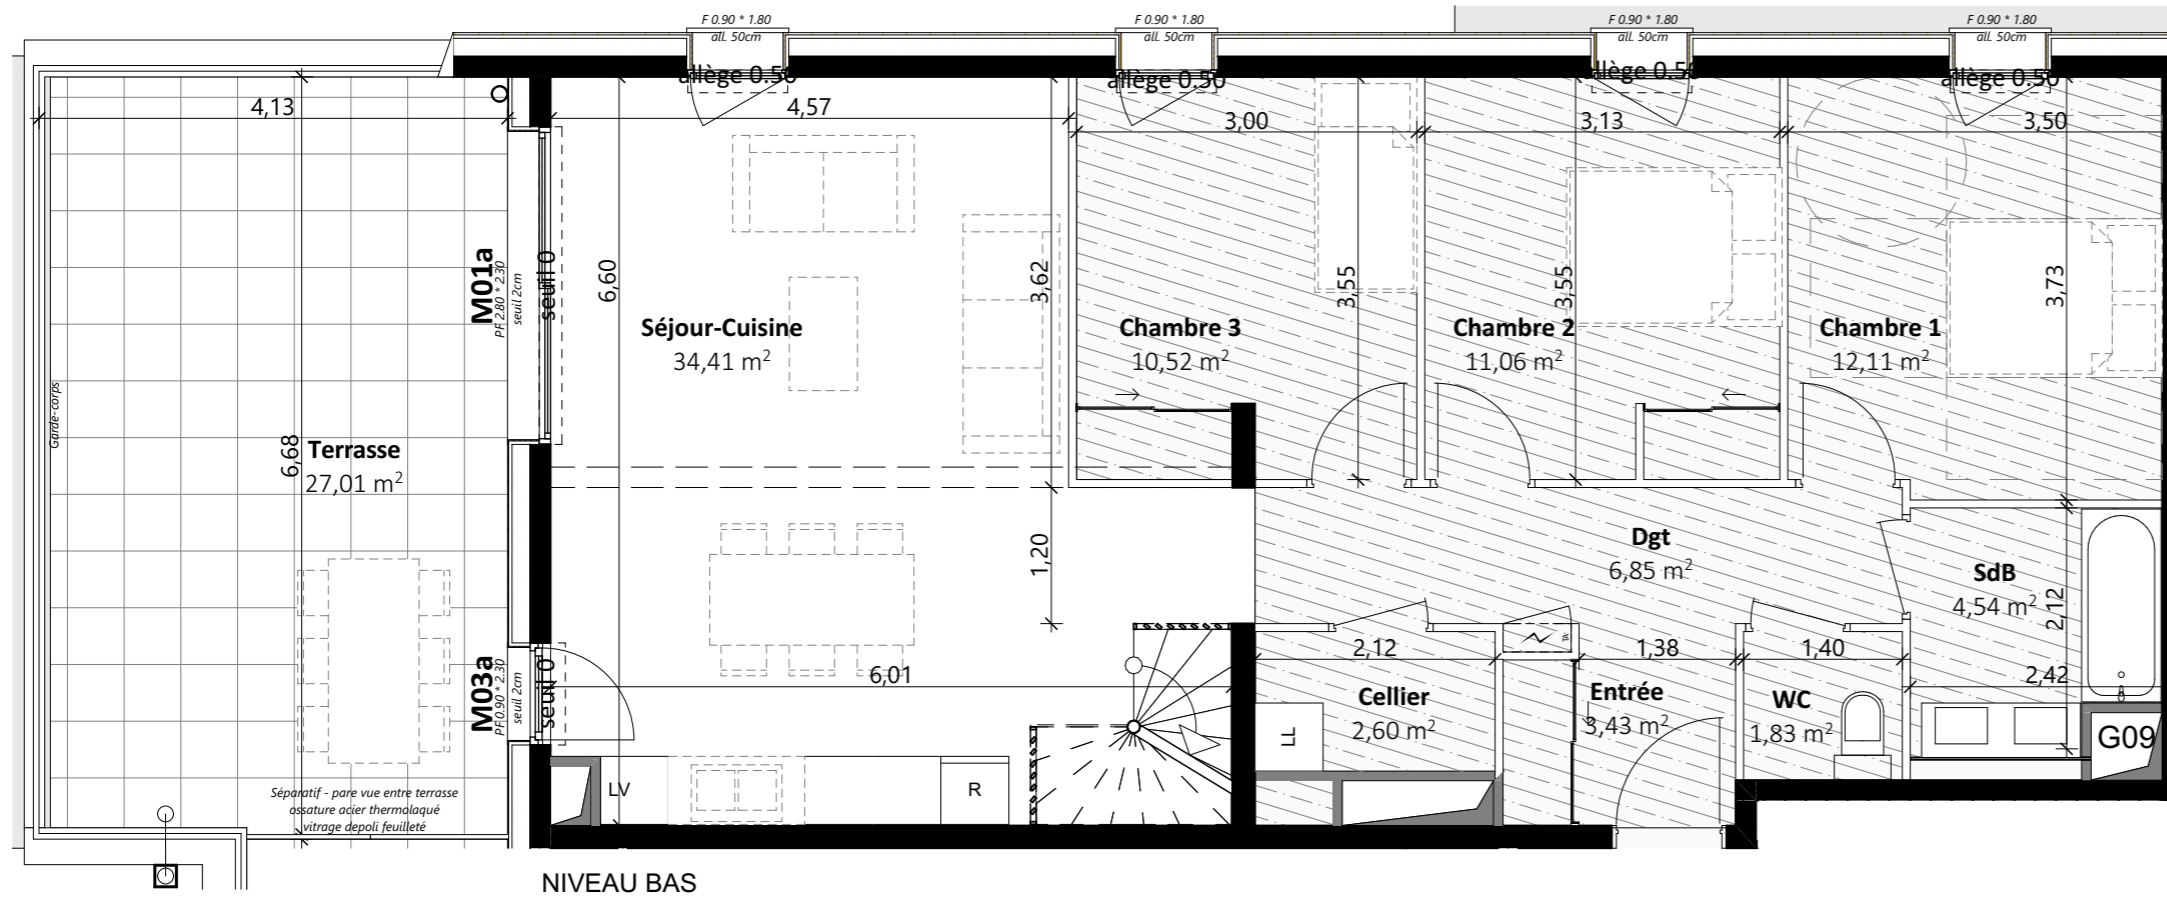 F 0.90 * 1.80
all. 50cm
allège 0.50
F 0.90 * 1.80
all. 50cm
allège 0.50
F 0.90 * 1.80
all. 50cm
allège 0.50
F 0.90 * 1.80
all. 50cm
allège 0.50
4,13
4,57
3,00
3,13
3,50
M01a
PF 2.80 * 2.30
seuil 2cm
seuil 0
6,60
3,62
3,55
3,55
3,73
Séjour-Cuisine
34,41 m²
Chambre 3
10,52 m²
Chambre 2
11,06 m²
Chambre 1
12,11 m²
Garde-corps
6,68
Terrasse
27,01 m²
1,20
Dgt
6,85 m²
SdB
4,54 m²
2,12
M03a
PF 0.90 * 2.30
seuil 2cm
seuil 0
6,01
2,12
1,38
1,40
2,42
Cellier
2,60 m²
Entrée
3,43 m²
WC
1,83 m²
LL
G09
LV
R
Séparatif - pare vue entre terrasse
ossature acier thermolaqué
vitrage depoli feuilleté
NIVEAU BAS